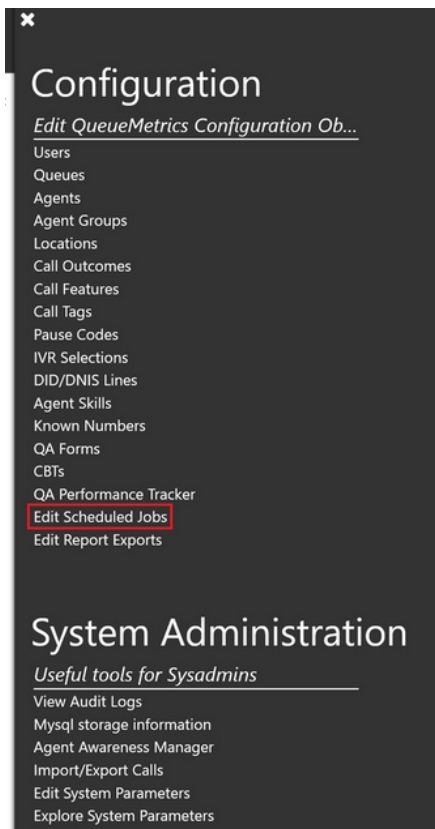 Configuration
Edit QueueMetrics Configuration Ob...
Users
Queues
Agents
Agent Groups
Locations
Call Outcomes
Call Features
Call Tags
Pause Codes
IVR Selections
DID/DNIS Lines
Agent Skills
Known Numbers
QA Forms
CBTs
QA Performance Tracker
Edit Scheduled Jobs
Edit Report Exports
System Administration
Useful tools for Sysadmins
View Audit Logs
Mysql storage information
Agent Awareness Manager
Import/Export Calls
Edit System Parameters
Explore System Parameters